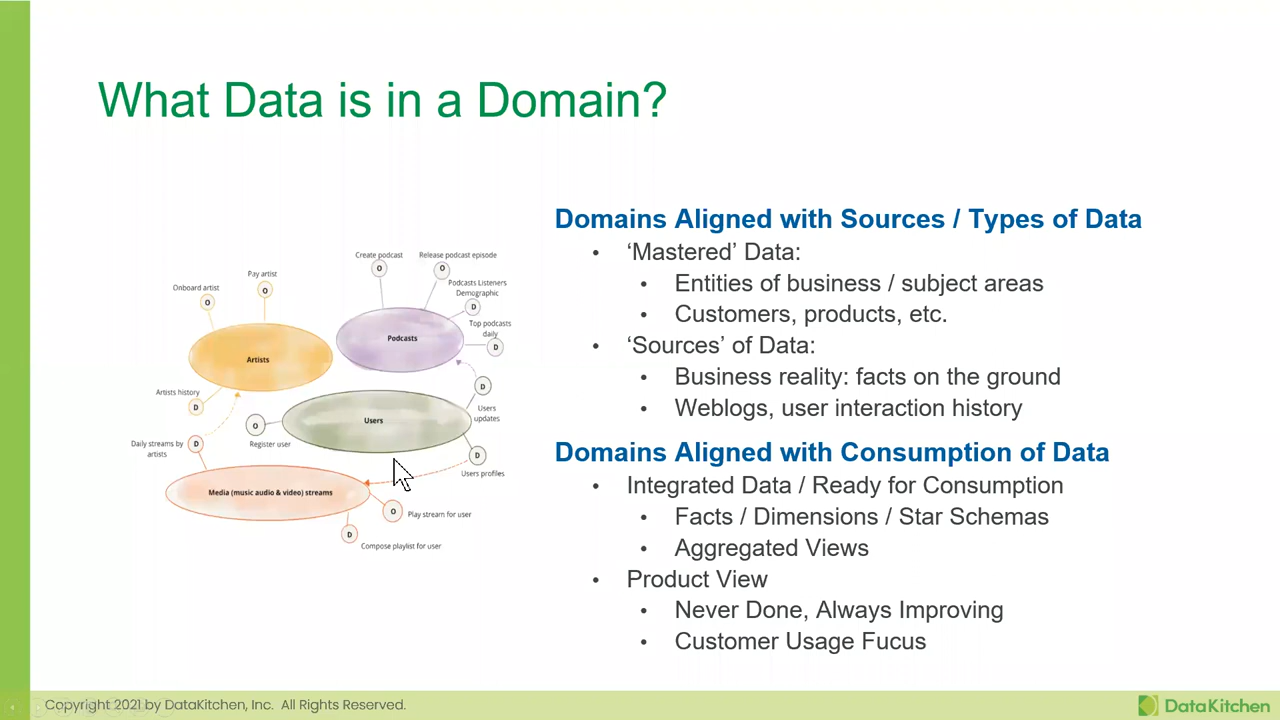 What Data is in a Domain?
Create podcast
Release podcast episode
O
O
Pay artist
O
Onboard artist
O
Podcasts Listeners
Demographic
D
Top podcasts
daily
D
Podcasts
Artists
Artists history
D
D
Users
updates
Users
O
Register user
Daily streams by
artists
D
D
Users profiles
Media (music audio & video) streams
O
Play stream for user
D
Compose playlist for user
Domains Aligned with Sources / Types of Data
• ‘Mastered’ Data:
• Entities of business / subject areas
• Customers, products, etc.
• ‘Sources’ of Data:
• Business reality: facts on the ground
• Weblogs, user interaction history
Domains Aligned with Consumption of Data
• Integrated Data / Ready for Consumption
• Facts / Dimensions / Star Schemas
• Aggregated Views
• Product View
• Never Done, Always Improving
• Customer Usage Fucus
Copyright 2021 by DataKitchen, Inc. All Rights Reserved.
DataKitchen